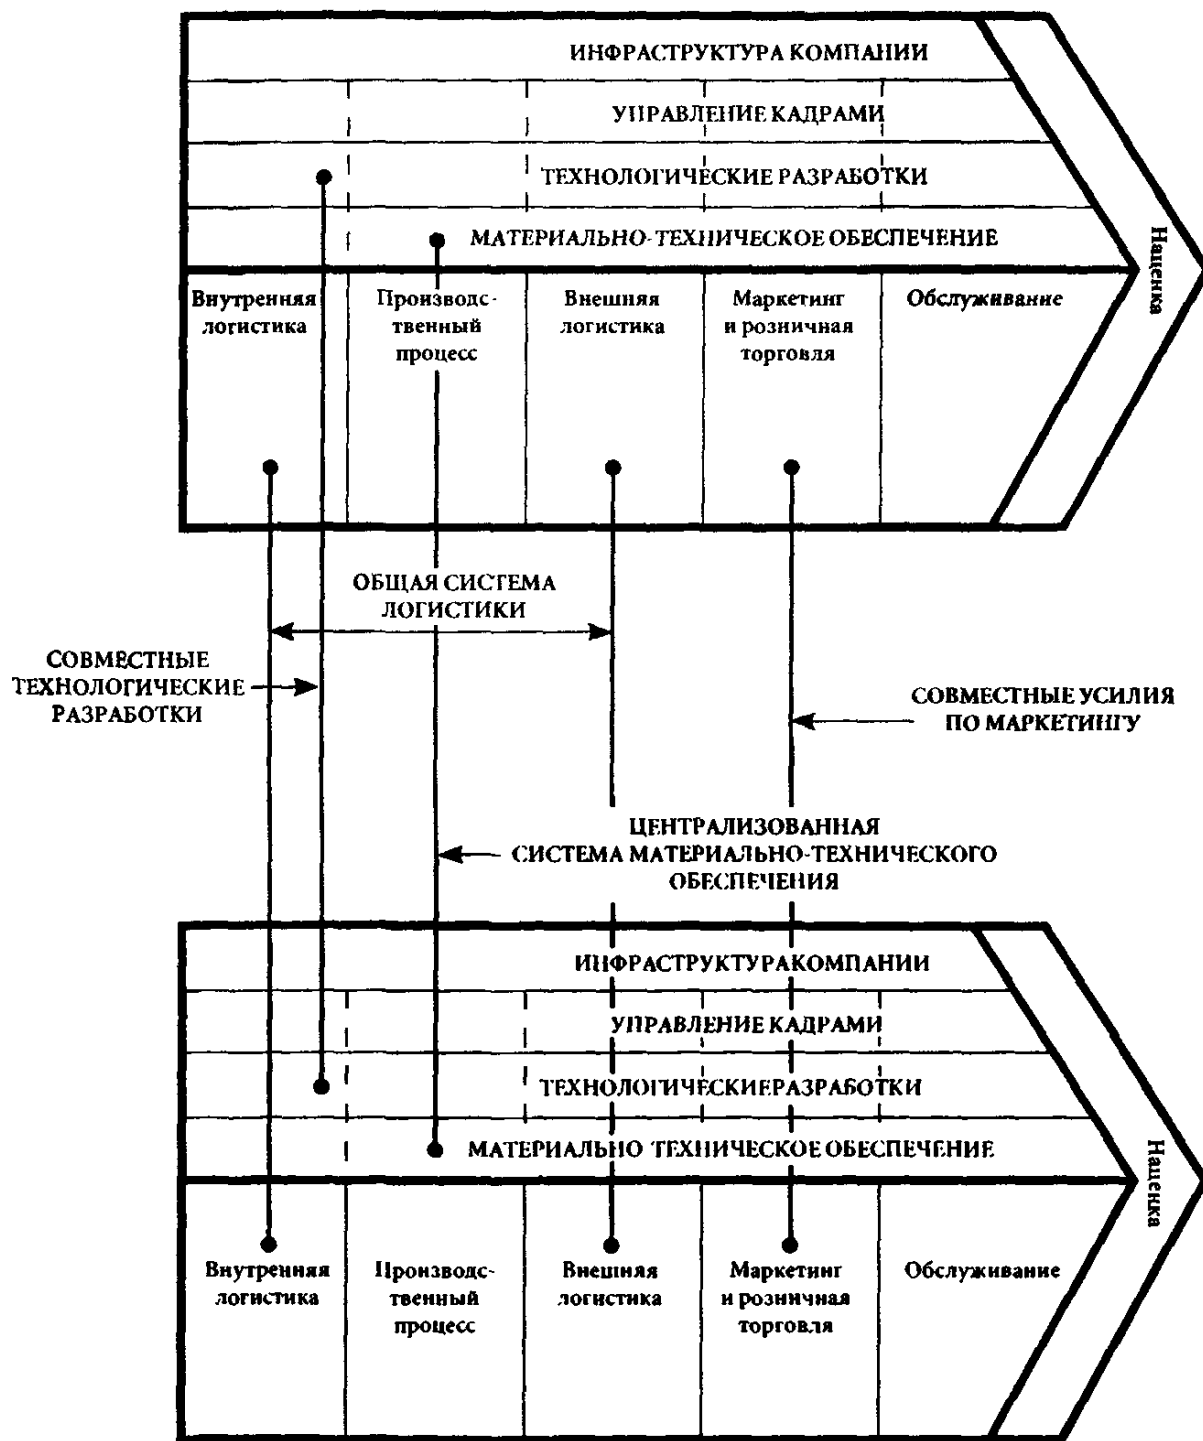 ИНФРАСТРУКТУРА КОМПАНИИ
УПРАВЛЕНИЕ КАДРАМИ
ТЕХНОЛОГИЧЕСКИЕ РАЗРАБОТКИ
МАТЕРИАЛЬНО-ТЕХНИЧЕСКОЕ ОБЕСПЕЧЕНИЕ
Наценка
Внутренняя
логистика
Производс-
твенный
процесс
Внешняя
логистика
Маркетинг
и розничная
торговля
Обслуживание
ОБЩАЯ СИСТЕМА
ЛОГИСТИКИ
СОВМЕСТНЫЕ
ТЕХНОЛОГИЧЕСКИЕ
РАЗРАБОТКИ
СОВМЕСТНЫЕ УСИЛИЯ
ПО МАРКЕТИНГУ
ЦЕНТРАЛИЗОВАННАЯ
СИСТЕМА МАТЕРИАЛЬНО-ТЕХНИЧЕСКОГО
ОБЕСПЕЧЕНИЯ
ИНФРАСТРУКТУРАКОМПАНИИ
УПРАВЛЕНИЕ КАДРАМИ
ТЕХНОЛОГИЧЕСКИЕРАЗРАБОТКИ
МАТЕРИАЛЬНО ТЕХНИЧЕСКОЕ ОБЕСПЕЧЕНИЕ
Наценка
Внутренняя
логистика
Производс-
твенный
процесс
Внешняя
логистика
Маркетинг
и розничная
торговля
Обслуживание